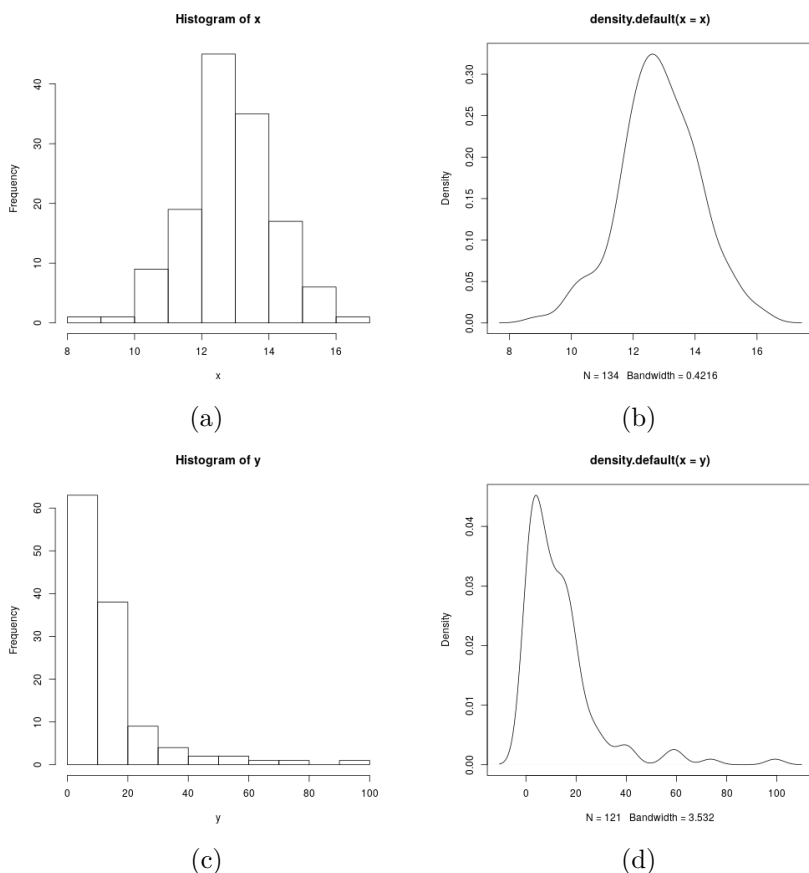 Histogram of x
Frequency
0 10 20 30 40
8 10 12 14 16
x
(a)
density.default(x = x)
Density
0.00 0.05 0.10 0.15 0.20 0.25 0.30
8 10 12 14 16
N = 134 Bandwidth = 0.4216
(b)
Histogram of y
Frequency
0 10 20 30 40 50 60
0 20 40 60 80 100
y
(c)
density.default(x = y)
Density
0.00 0.01 0.02 0.03 0.04
0 20 40 60 80 100
N = 121 Bandwidth = 3.532
(d)